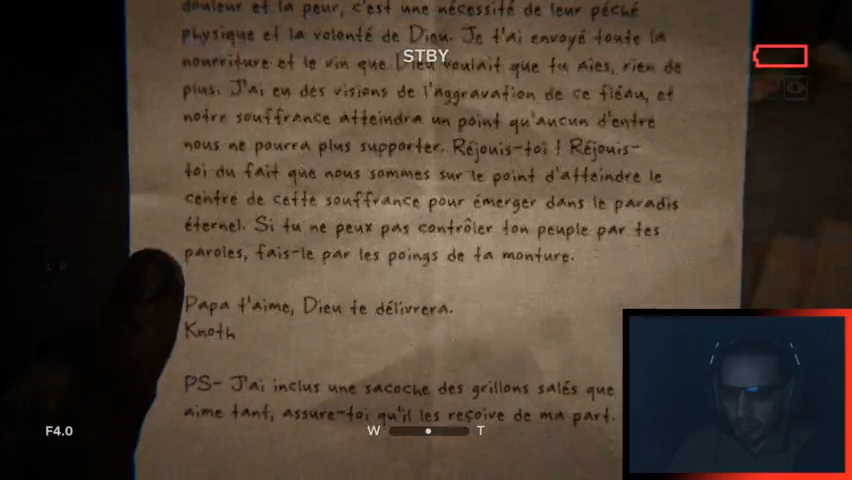 douleur et la peur, c'est une nécessité de leur péché
physique et la volonté de Dieu. Je t'ai envoyé toute la
STBY
nourriture et le vin que Dieu voulait que tu aies, rien de
plus. J'ai eu des visions de l'aggravation de ce fléau, et
notre souffrance atteindra un point qu'aucun d'entre
nous ne pourra plus supporter. Réjouis-toi ! Réjouis-
toi du fait que nous sommes sur le point d'atteindre le
centre de cette souffrance pour émerger dans le paradis
éternel. Si tu ne peux pas contrôler ton peuple par tes
paroles, fais-le par les poings de ta monture.
Papa t'aime, Dieu te délivrera.
Knoth
PS- J'ai inclus une sacoche des grillons salés que
aime tant, assure-toi qu'il les reçoive de ma part.
F4.0
W
T